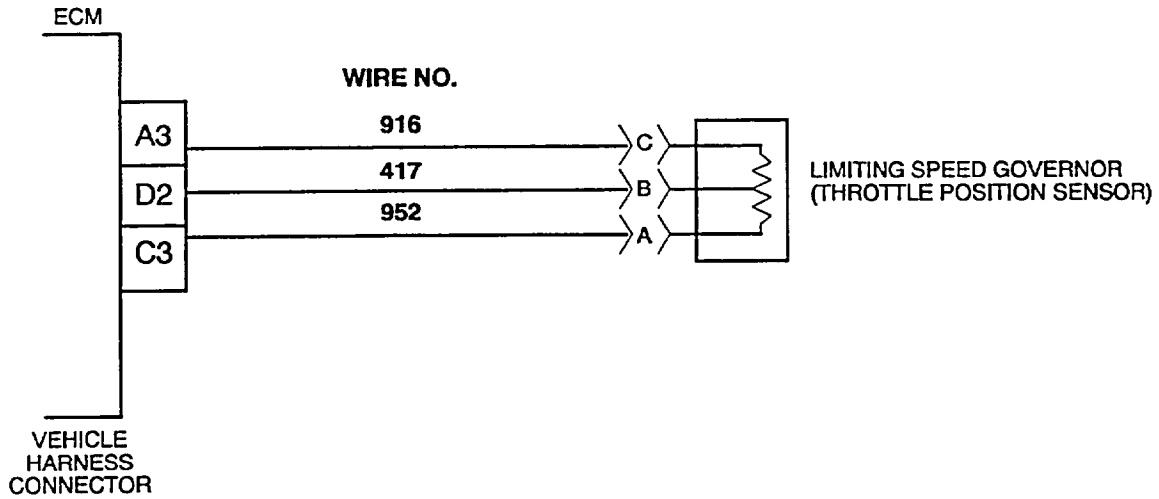 ECM
WIRE NO.
A3
916
C
D2
417
B
C3
952
A
LIMITING SPEED GOVERNOR
(THROTTLE POSITION SENSOR)
VEHICLE
HARNESS
CONNECTOR